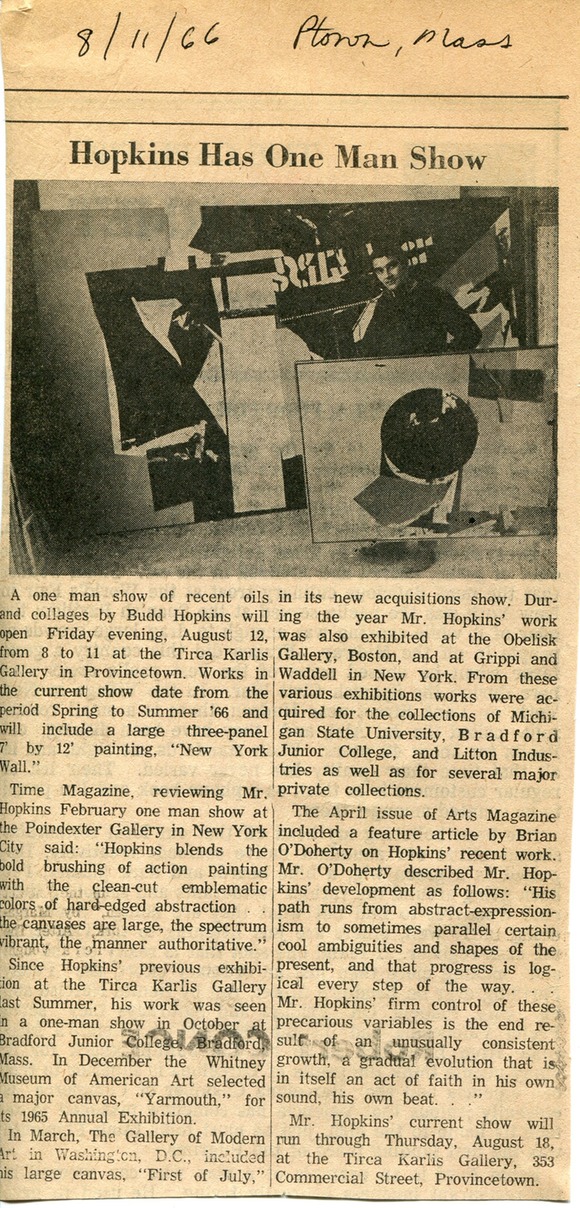 8/11/66 Ptown, Mass
Hopkins Has One Man Show
A one man show of recent oils
and collages by Budd Hopkins will
open Friday evening, August 12,
from 8 to 11 at the Tirca Karlis
Gallery in Provincetown. Works in
the current show date from the
period Spring to Summer '66 and
will include a large three-panel
7' by 12' painting, "New York
Wall."
Time Magazine, reviewing Mr.
Hopkins February one man show at
the Poindexter Gallery in New York
City said: "Hopkins blends the
bold brushing of action painting
with the clean-cut emblematic
colors of hard-edged abstraction . .
the canvases are large, the spectrum
vibrant, the manner authoritative."
Since Hopkins' previous exhibi-
tion at the Tirca Karlis Gallery
last Summer, his work was seen
in a one-man show in October at
Bradford Junior College, Bradford,
Mass. In December the Whitney
Museum of American Art selected
a major canvas, "Yarmouth," for
its 1965 Annual Exhibition.
In March, The Gallery of Modern
Art in Washington, D.C., included
his large canvas, "First of July,"
in its new acquisitions show. Dur-
ing the year Mr. Hopkins' work
was also exhibited at the Obelisk
Gallery, Boston, and at Grippi and
Waddell in New York. From these
various exhibitions works were ac-
quired for the collections of Michi-
gan State University, Bradford
Junior College, and Litton Indus-
tries as well as for several major
private collections.
The April issue of Arts Magazine
included a feature article by Brian
O'Doherty on Hopkins' recent work.
Mr. O'Doherty described Mr. Hop-
kins' development as follows: "His
path runs from abstract-expression-
ism to sometimes parallel certain
cool ambiguities and shapes of the
present, and that progress is log-
ical every step of the way. . .
Mr. Hopkins' firm control of these
precarious variables is the end re-
sult of an unusually consistent
growth, a gradual evolution that is
in itself an act of faith in his own
sound, his own beat. . ."
Mr. Hopkins' current show will
run through Thursday, August 18,
at the Tirca Karlis Gallery, 353
Commercial Street, Provincetown.